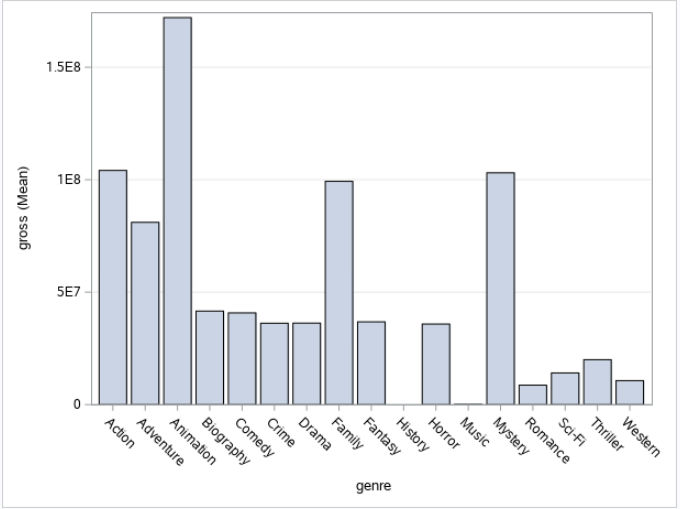 1.5E8
1E8
5E7
0
gross (Mean)
Action
Adventure
Animation
Biography
Comedy
Crime
Drama
Family
Fantasy
History
Horror
Music
Mystery
Romance
Sci-Fi
Thriller
Western
genre